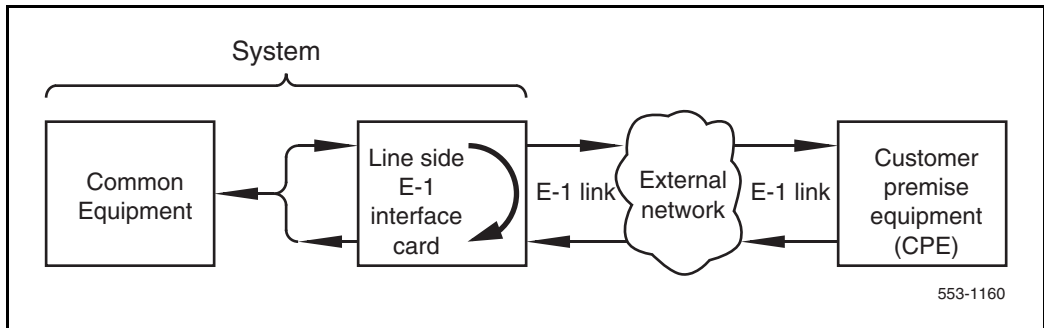 System
Common
Equipment
Line side
E-1
interface
card
E-1 link
External
network
E-1 link
Customer
premise
equipment
(CPE)
553-1160